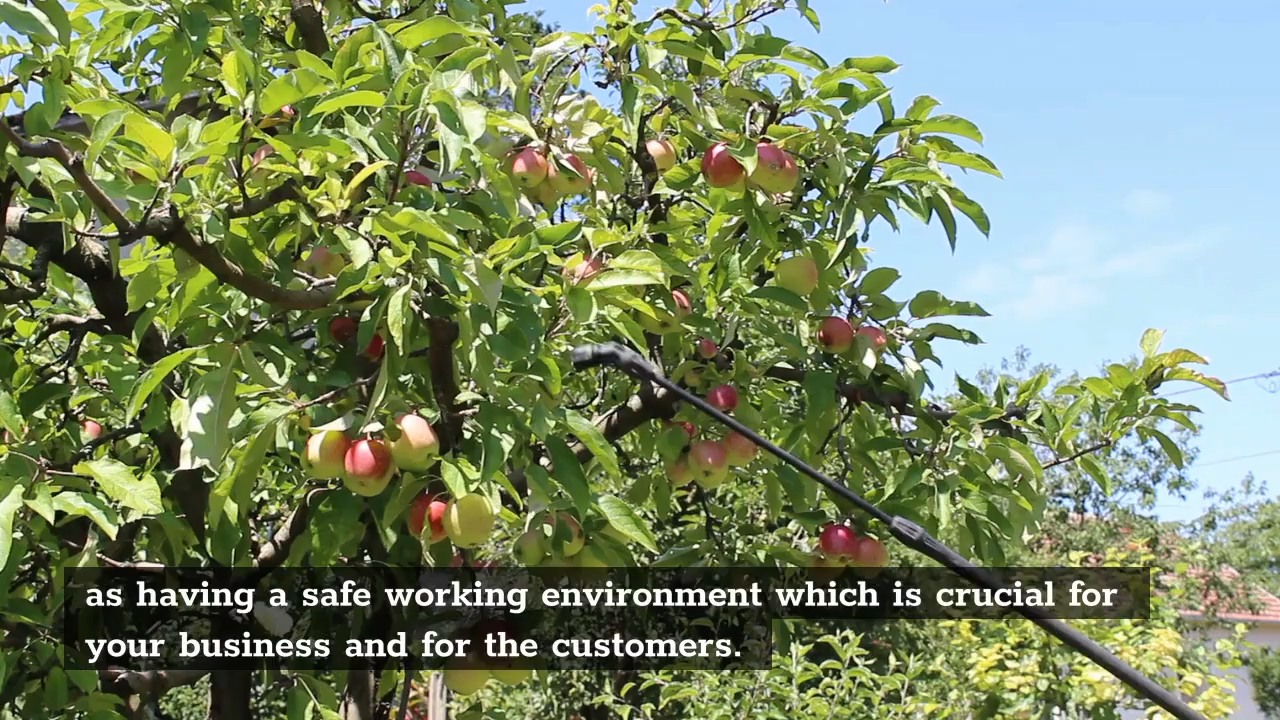 as having a safe working environment which is crucial for
your business and for the customers.